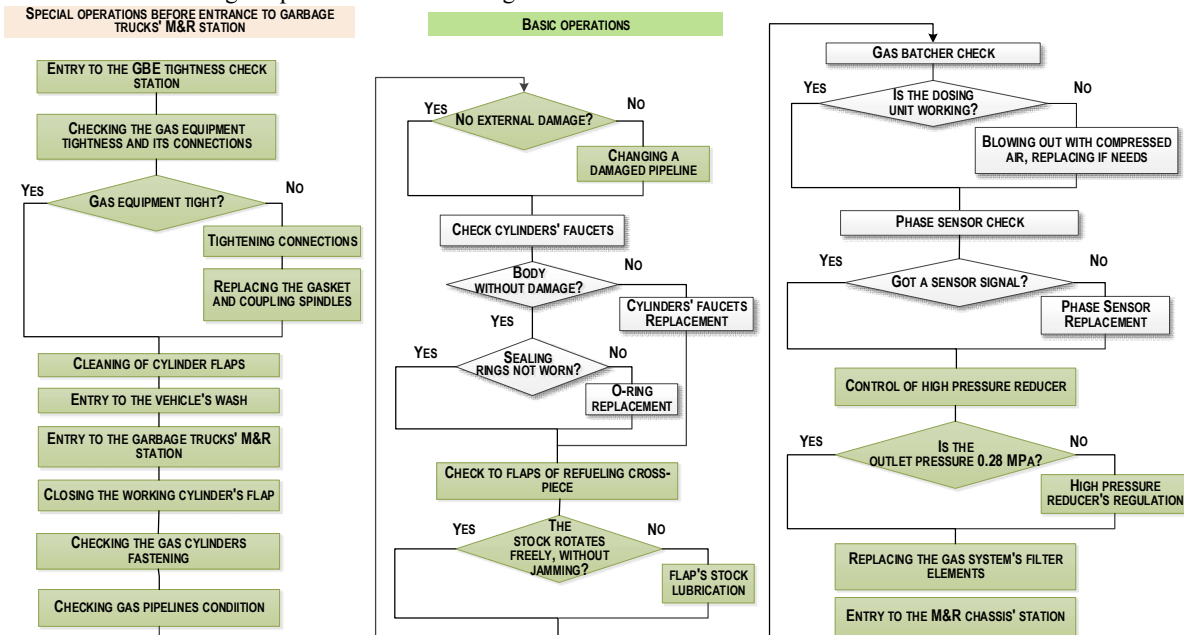 SPECIAL OPERATIONS BEFORE ENTRANCE TO GARBAGE
TRUCKS' M&R STATION
ENTRY TO THE GBE TIGHTNESS CHECK
STATION
CHECKING THE GAS EQUIPMENT
TIGHTNESS AND ITS CONNECTIONS
YES
NO
GAS EQUIPMENT TIGHT?
TIGHTENING CONNECTIONS
REPLACING THE GASKET
AND COUPLING SPINDLES
CLEANING OF CYLINDER FLAPS
ENTRY TO THE VEHICLE'S WASH
ENTRY TO THE GARBAGE TRUCKS' M&R
STATION
CLOSING THE WORKING CYLINDER'S FLAP
CHECKING THE GAS CYLINDERS
FASTENING
CHECKING GAS PIPELINES CONDIITION
BASIC OPERATIONS
YES
NO
NO EXTERNAL DAMAGE?
CHANGING A
DAMAGED PIPELINE
CHECK CYLINDERS' FAUCETS
BODY
WITHOUT DAMAGE?
NO
CYLINDERS' FAUCETS
REPLACEMENT
YES
YES
SEALING
RINGS NOT WORN?
NO
O-RING
REPLACEMENT
CHECK TO FLAPS OF REFUELING CROSS-
PIECE
YES
THE
STOCK ROTATES
FREELY, WITHOUT
JAMMING?
NO
FLAP'S STOCK
LUBRICATION
GAS BATCHER CHECK
YES
NO
IS THE DOSING
UNIT WORKING?
BLOWING OUT WITH COMPRESSED
AIR, REPLACING IF NEEDS
PHASE SENSOR CHECK
YES
NO
GOT A SENSOR SIGNAL?
PHASE SENSOR
REPLACEMENT
CONTROL OF HIGH PRESSURE REDUCER
YES
NO
IS THE
OUTLET PRESSURE 0.28 MPA?
HIGH PRESSURE
REDUCER'S REGULATION
REPLACING THE GAS SYSTEM'S FILTER
ELEMENTS
ENTRY TO THE M&R CHASSIS' STATION